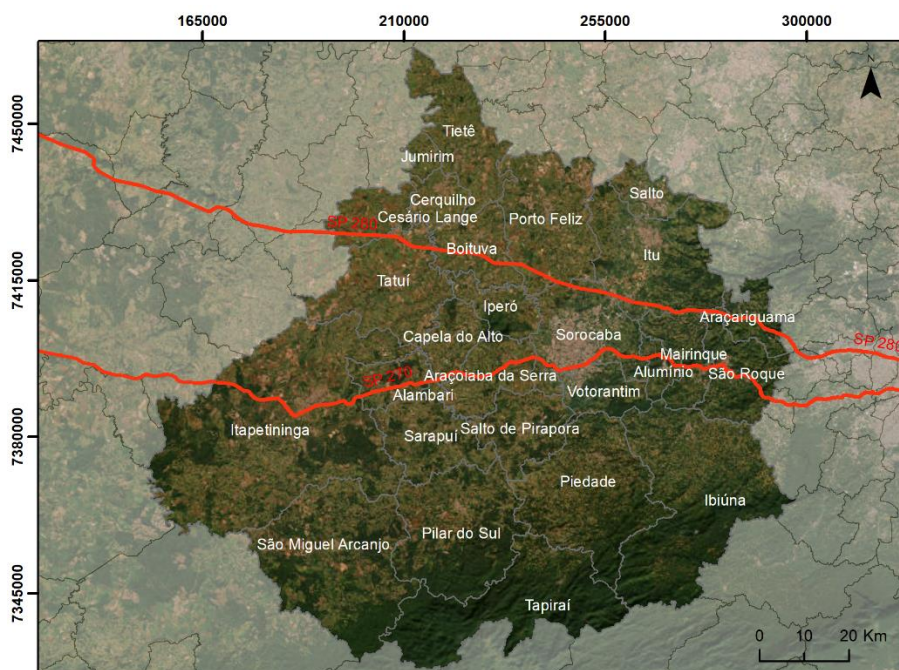 165000 210000 255000 300000
N
7450000
Tietê
Jumirim
Salto
Cerquilho
Cesário Lange
Porto Feliz
SP 280
Boituva
Itu
7415000
Tatuí
Iperó
Araçariguama
Capela do Alto
Sorocaba
SP 280
Mairinque
SP 270
Araçoiaba da Serra
Alumínio
São Roque
Alambari
Votorantim
7380000
Itapetininga
Sarapuí
Salto de Pirapora
Piedade
Ibiúna
Pilar do Sul
São Miguel Arcanjo
7345000
Tapiraí
0 10 20 Km